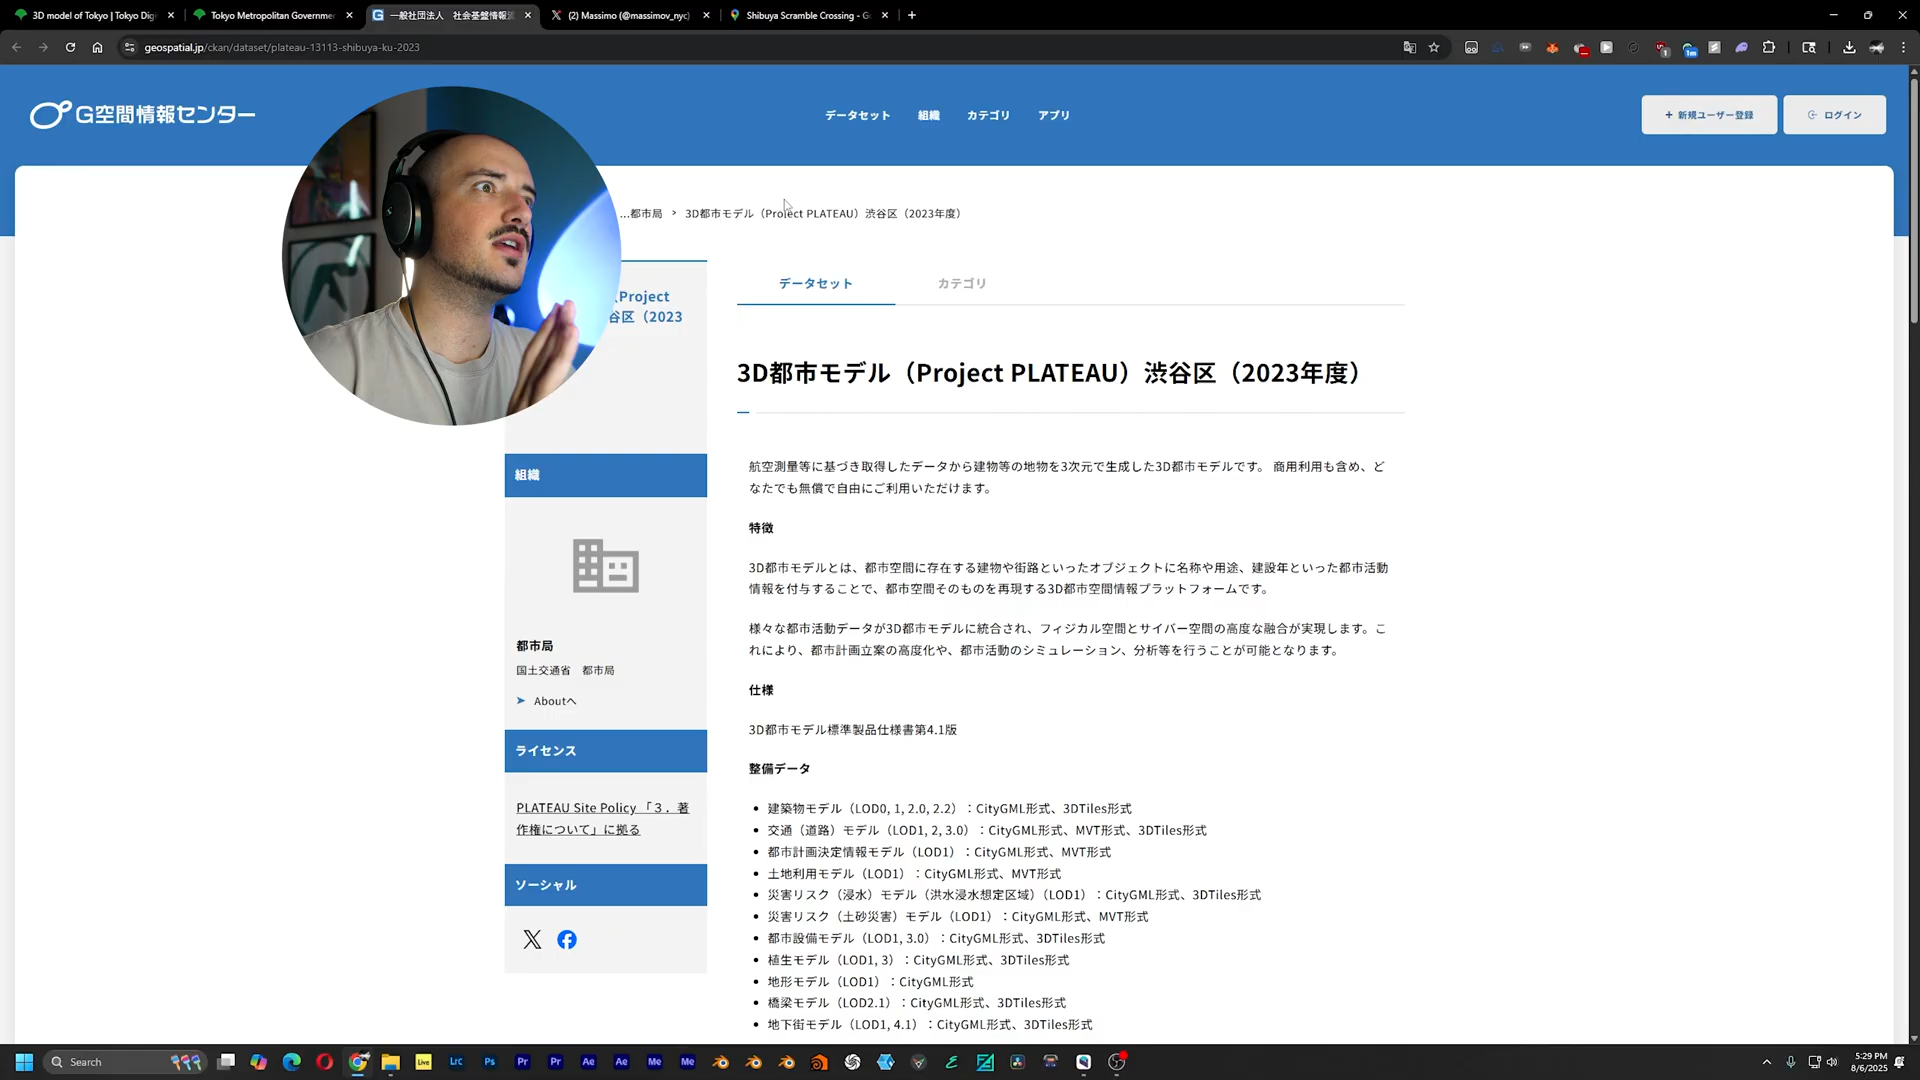 3D model of Tokyo | Tokyo Dig
Tokyo Metropolitan Governme
一般社団法人 社会基盤情報流
(2) Massimo (@massimov_nyc)
Shibuya Scramble Crossing - Go
geospatial.jp/ckan/dataset/plateau-13113-shibuya-ku-2023
G空間情報センター
データセット
組織
カテゴリ
アプリ
+ 新規ユーザー登録
ログイン
...都市局 > 3D都市モデル（Project PLATEAU）渋谷区（2023年度）
（Project
谷区（2023
データセット
カテゴリ
3D都市モデル（Project PLATEAU）渋谷区（2023年度）
航空測量等に基づき取得したデータから建物等の地物を3次元で生成した3D都市モデルです。 商用利用も含め、ど
なたでも無償で自由にご利用いただけます。
特徴
3D都市モデルとは、都市空間に存在する建物や街路といったオブジェクトに名称や用途、建設年といった都市活動
情報を付与することで、都市空間そのものを再現する3D都市空間情報プラットフォームです。
様々な都市活動データが3D都市モデルに統合され、フィジカル空間とサイバー空間の高度な融合が実現します。こ
れにより、都市計画立案の高度化や、都市活動のシミュレーション、分析等を行うことが可能となります。
仕様
3D都市モデル標準製品仕様書第4.1版
整備データ
• 建築物モデル（LOD0, 1, 2.0, 2.2）：CityGML形式、3DTiles形式
• 交通（道路）モデル（LOD1, 2, 3.0）：CityGML形式、MVT形式、3DTiles形式
• 都市計画決定情報モデル（LOD1）：CityGML形式、MVT形式
• 土地利用モデル（LOD1）：CityGML形式、MVT形式
• 災害リスク（浸水）モデル（洪水浸水想定区域）（LOD1）：CityGML形式、3DTiles形式
• 災害リスク（土砂災害）モデル（LOD1）：CityGML形式、MVT形式
• 都市設備モデル（LOD1, 3.0）：CityGML形式、3DTiles形式
• 植生モデル（LOD1, 3）：CityGML形式、3DTiles形式
• 地形モデル（LOD1）：CityGML形式
• 橋梁モデル（LOD2.1）：CityGML形式、3DTiles形式
• 地下街モデル（LOD1, 4.1）：CityGML形式、3DTiles形式
組織
都市局
国土交通省 都市局
Aboutへ
ライセンス
PLATEAU Site Policy 「３．著
作権について」に拠る
ソーシャル
Search
Live
Lrc
Ps
Pr
Pr
Ae
Ae
Me
Me
5:29 PM
8/6/2025